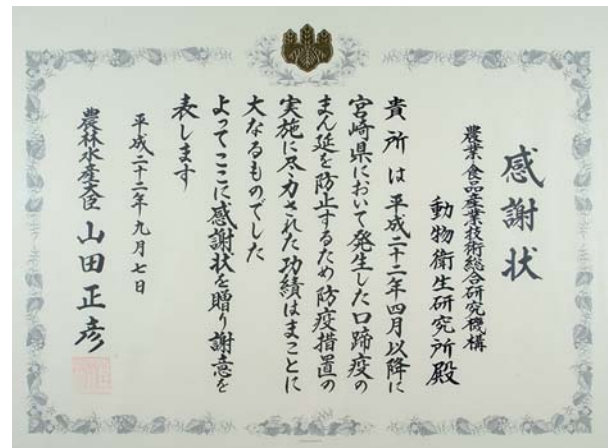 感謝状
農業・食品産業技術総合研究機構
動物衛生研究所殿
貴所は平成二十二年四月以降に
宮崎県において発生した口蹄疫の
まん延を防止するため防疫措置の
実施に尽力された功績はまことに
大なるものでした
よってここに感謝状を贈り謝意を
表します
平成二十二年九月七日
農林水産大臣 山田正彦